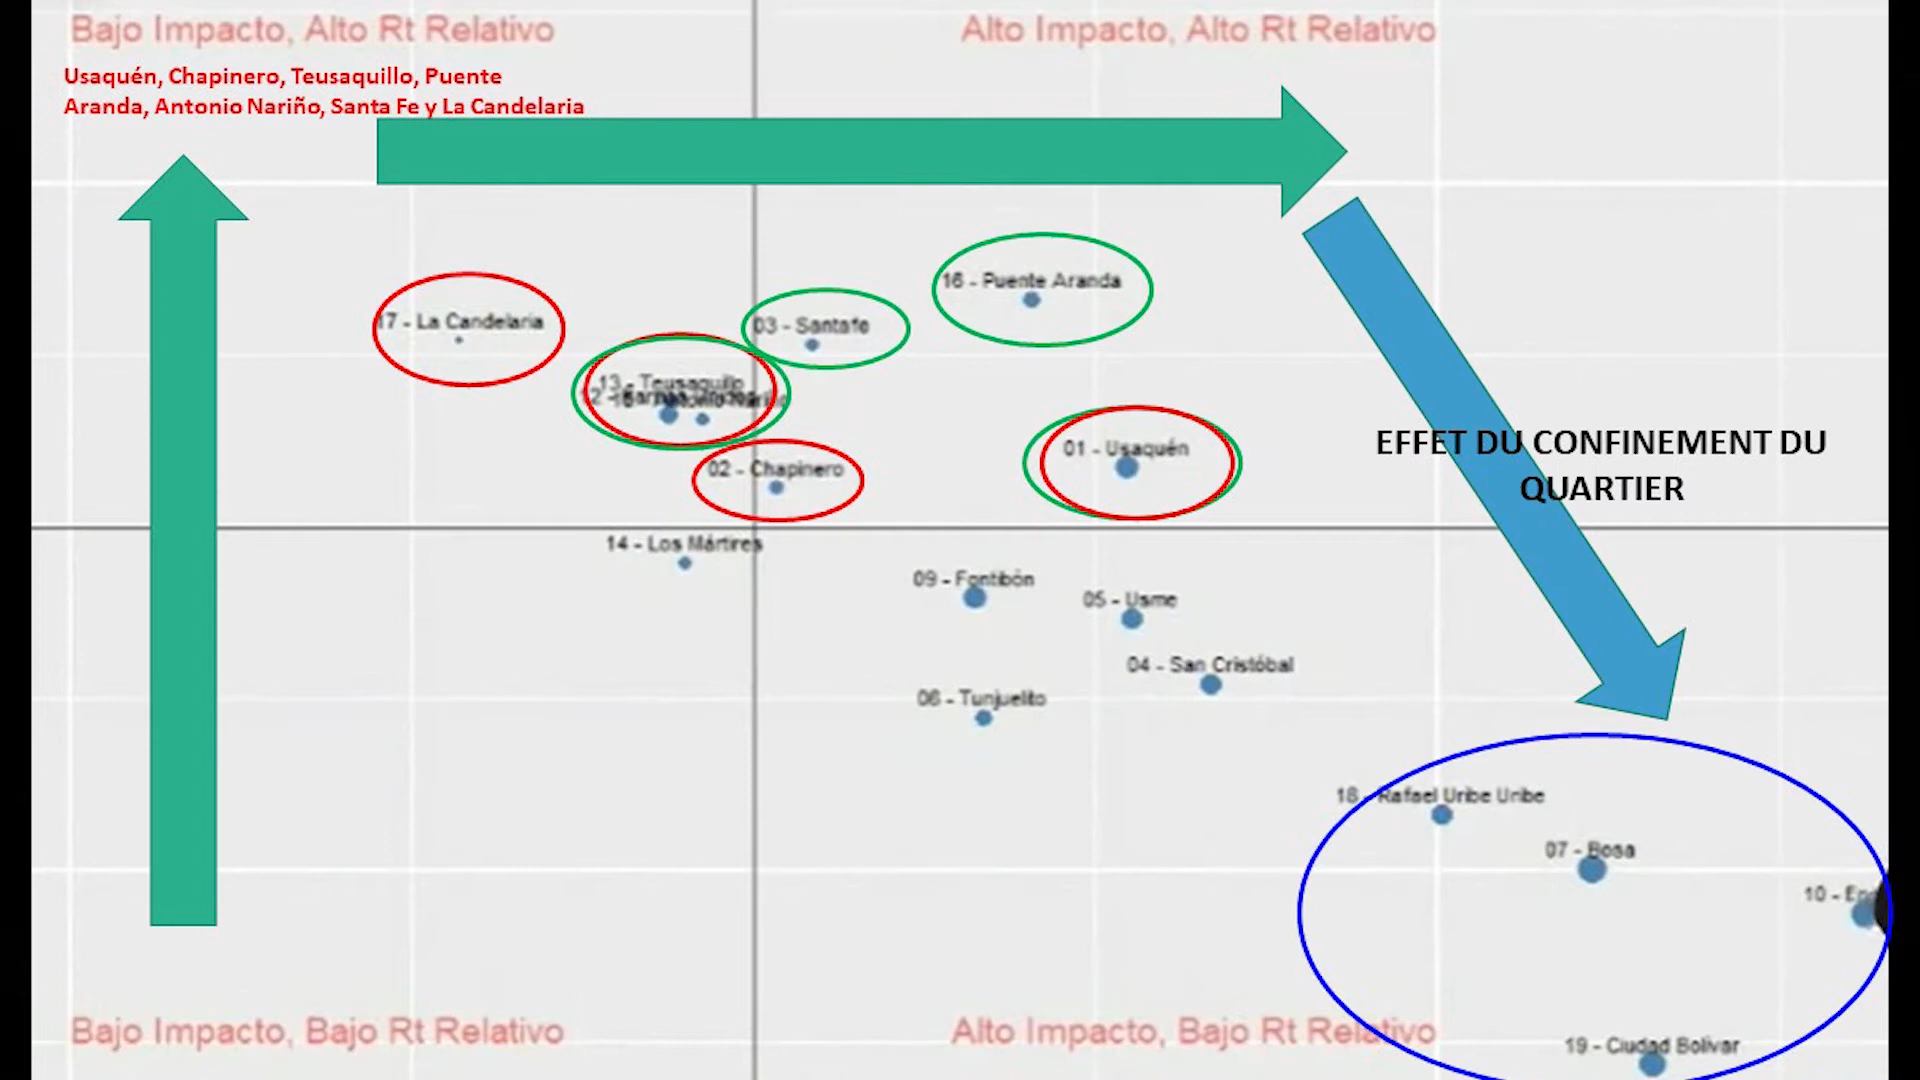 Bajo Impacto, Alto Rt Relativo
Alto Impacto, Alto Rt Relativo
Usaquén, Chapinero, Teusaquillo, Puente
Aranda, Antonio Nariño, Santa Fe y La Candelaria
16 - Puente Aranda
17 - La Candelaria
03 - Santafe
13 - Teusaquillo
12 -
01 - Usaquén
02 - Chapinero
EFFET DU CONFINEMENT DU
QUARTIER
14 - Los Mártires
09 - Fontibón
05 - Usme
04 - San Cristóbal
06 - Tunjuelito
18 - Rafael Uribe Uribe
07 - Bosa
10 -
Bajo Impacto, Bajo Rt Relativo
Alto Impacto, Bajo Rt Relativo
19 - Ciudad Bolívar